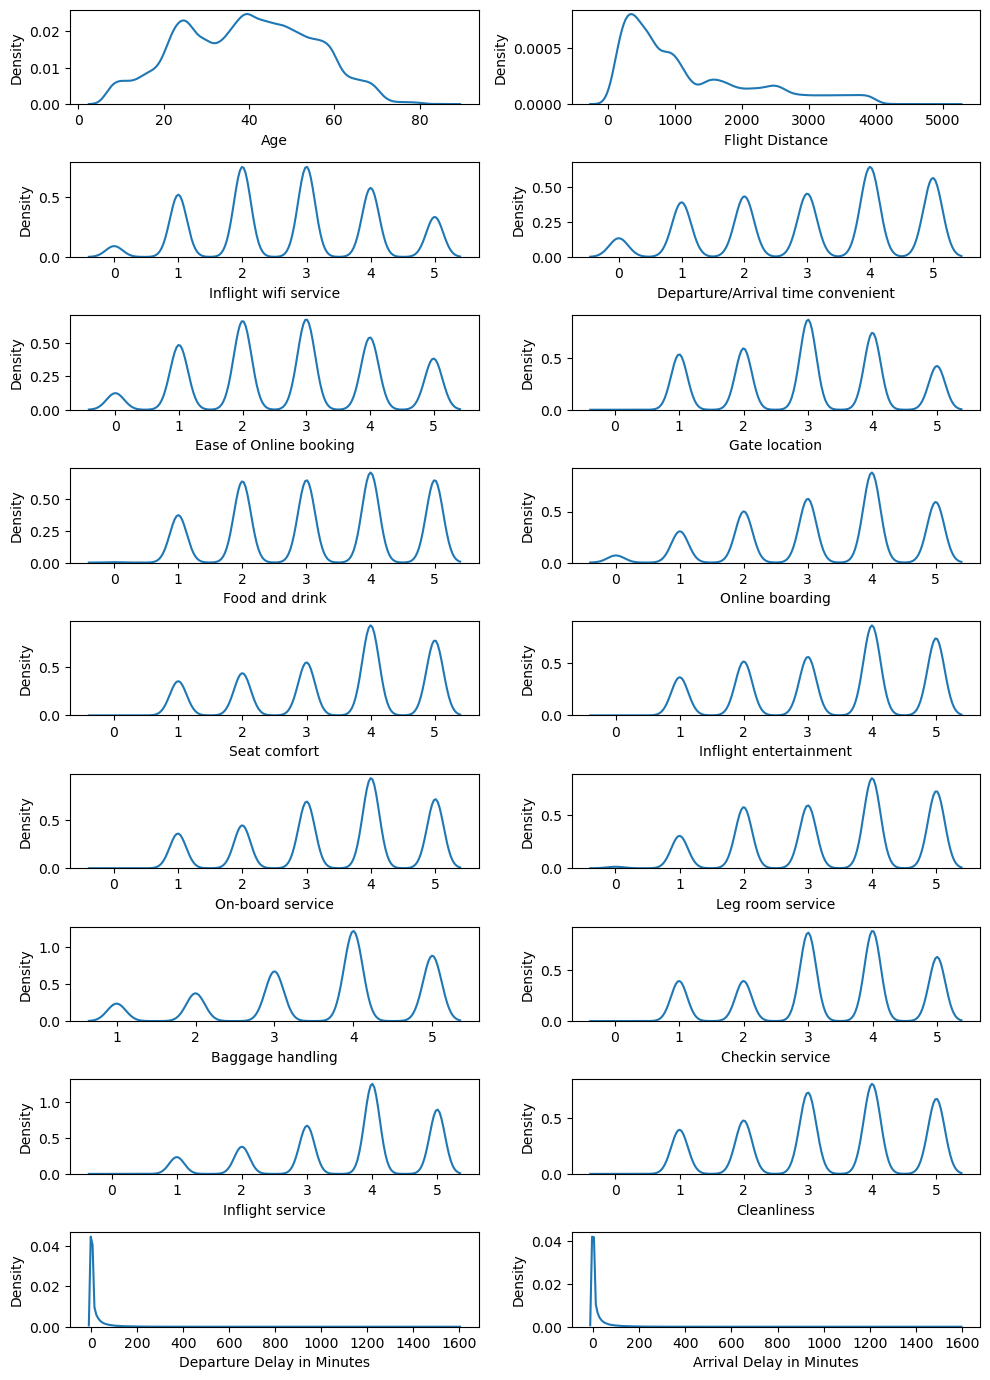 Density
0.02
0.01
0.00
0 20 40 60 80
Age
Density
0.0005
0.0000
0 1000 2000 3000 4000 5000
Flight Distance
Density
0.5
0.0
0 1 2 3 4 5
Inflight wifi service
Density
0.50
0.25
0.00
0 1 2 3 4 5
Departure/Arrival time convenient
Density
0.50
0.25
0.00
0 1 2 3 4 5
Ease of Online booking
Density
0.5
0.0
0 1 2 3 4 5
Gate location
Density
0.50
0.25
0.00
0 1 2 3 4 5
Food and drink
Density
0.5
0.0
0 1 2 3 4 5
Online boarding
Density
0.5
0.0
0 1 2 3 4 5
Seat comfort
Density
0.5
0.0
0 1 2 3 4 5
Inflight entertainment
Density
0.5
0.0
0 1 2 3 4 5
On-board service
Density
0.5
0.0
0 1 2 3 4 5
Leg room service
Density
1.0
0.5
0.0
1 2 3 4 5
Baggage handling
Density
0.5
0.0
0 1 2 3 4 5
Checkin service
Density
1.0
0.5
0.0
0 1 2 3 4 5
Inflight service
Density
0.5
0.0
0 1 2 3 4 5
Cleanliness
Density
0.04
0.02
0.00
0 200 400 600 800 1000 1200 1400 1600
Departure Delay in Minutes
Density
0.04
0.02
0.00
0 200 400 600 800 1000 1200 1400 1600
Arrival Delay in Minutes